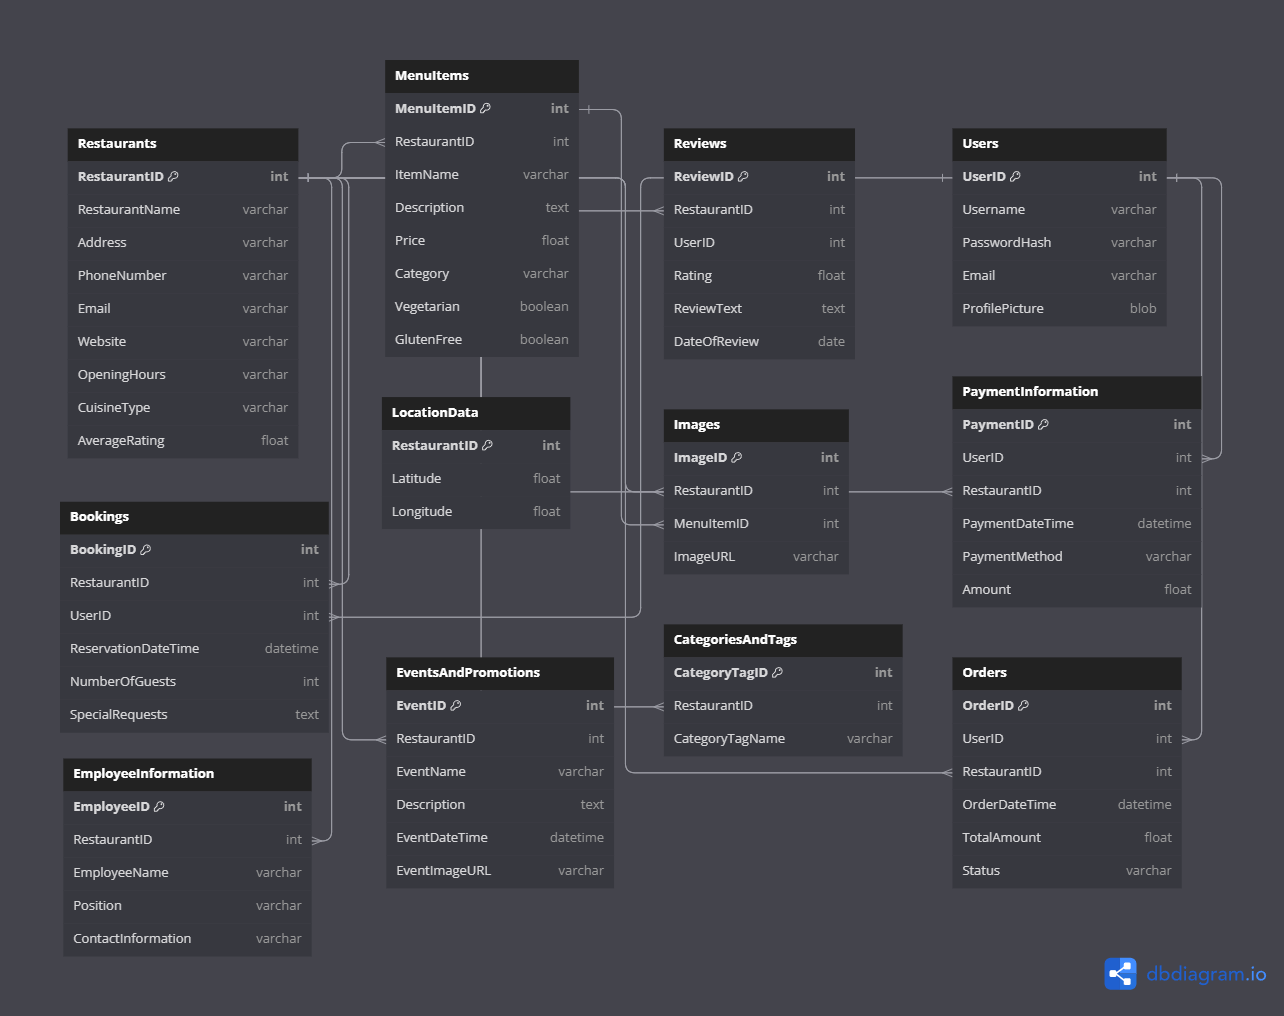 MenuItems
MenuItemID int
RestaurantID int
ItemName varchar
Description text
Price float
Category varchar
Vegetarian boolean
GlutenFree boolean
Restaurants
RestaurantID int
RestaurantName varchar
Address varchar
PhoneNumber varchar
Email varchar
Website varchar
OpeningHours varchar
CuisineType varchar
AverageRating float
Reviews
ReviewID int
RestaurantID int
UserID int
Rating float
ReviewText text
DateOfReview date
Users
UserID int
Username varchar
PasswordHash varchar
Email varchar
ProfilePicture blob
PaymentInformation
PaymentID int
UserID int
RestaurantID int
PaymentDateTime datetime
PaymentMethod varchar
Amount float
LocationData
RestaurantID int
Latitude float
Longitude float
Images
ImageID int
RestaurantID int
MenuItemID int
ImageURL varchar
Bookings
BookingID int
RestaurantID int
UserID int
ReservationDateTime datetime
NumberOfGuests int
SpecialRequests text
CategoriesAndTags
CategoryTagID int
RestaurantID int
CategoryTagName varchar
EventsAndPromotions
EventID int
RestaurantID int
EventName varchar
Description text
EventDateTime datetime
EventImageURL varchar
Orders
OrderID int
UserID int
RestaurantID int
OrderDateTime datetime
TotalAmount float
Status varchar
EmployeeInformation
EmployeeID int
RestaurantID int
EmployeeName varchar
Position varchar
ContactInformation varchar
dbdiagram.io